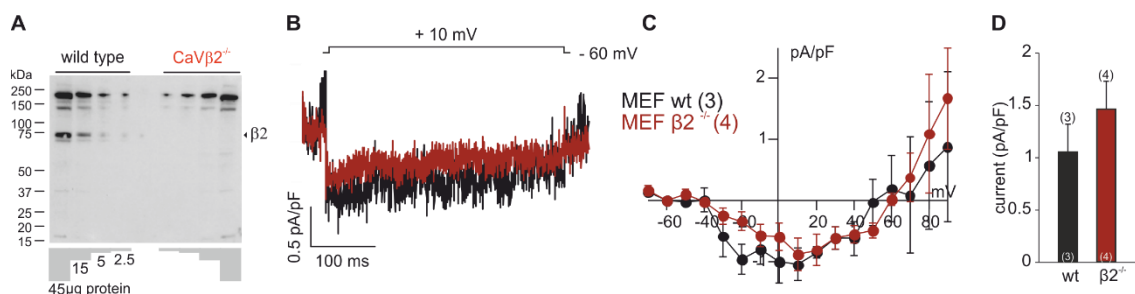 A
wild type
CaVβ2-/-
kDa
250
150
100
75
50
37
25
20
15
β2
15
5
2.5
45µg protein
B
+ 10 mV
- 60 mV
0.5 pA/pF
100 ms
C
pA/pF
2
1
MEF wt (3)
MEF β2 -/- (4)
mV
-60
-40
-20
20
40
60
80
-1
D
current (pA/pF)
2
1.5
1
0.5
0
(3)
(4)
(3)
(4)
wt
β2-/-